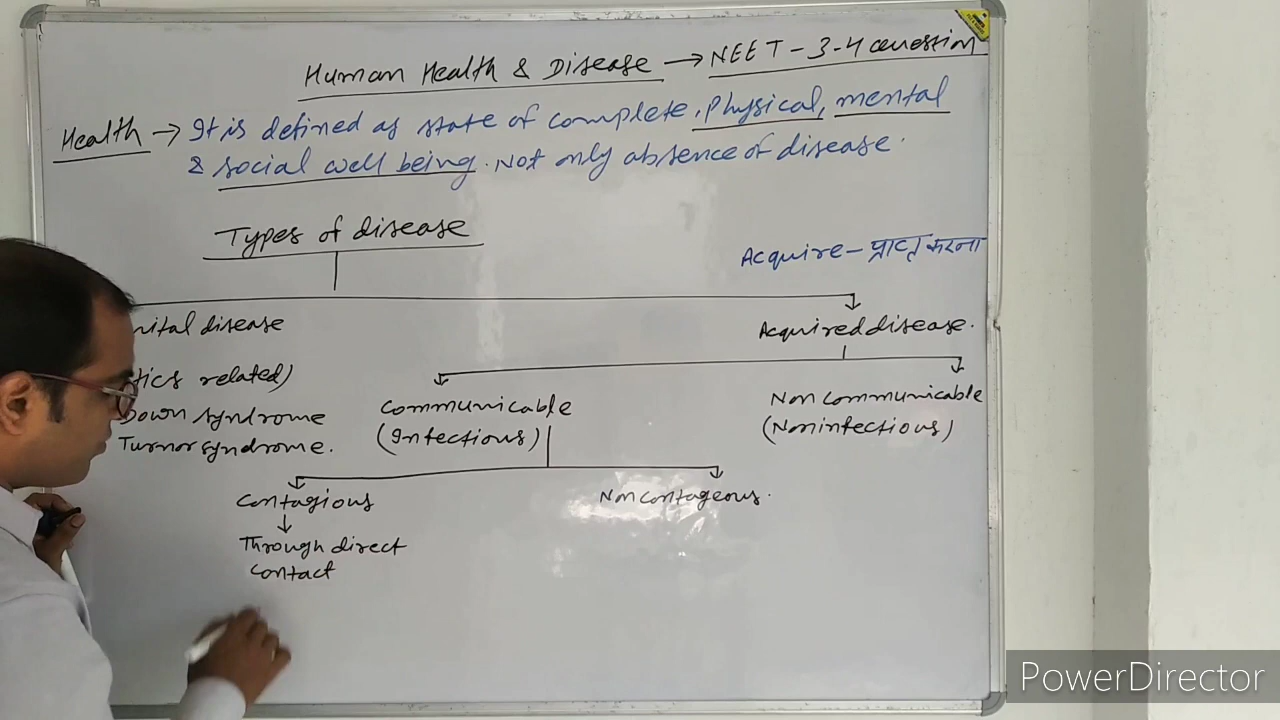 Human Health & Disease → NEET - 3-4 question
Health → It is defined as state of complete, physical, mental
& social well being. Not only absence of disease.
Types of disease
Acquire - प्राप्त करना
nital disease
Acquired disease.
tics related)
Communicable
(Infectious)
Non communicable
(Noninfectious)
Down syndrome
Turnor syndrome.
Contagious
Non contageous.
Through direct
contact
PowerDirector